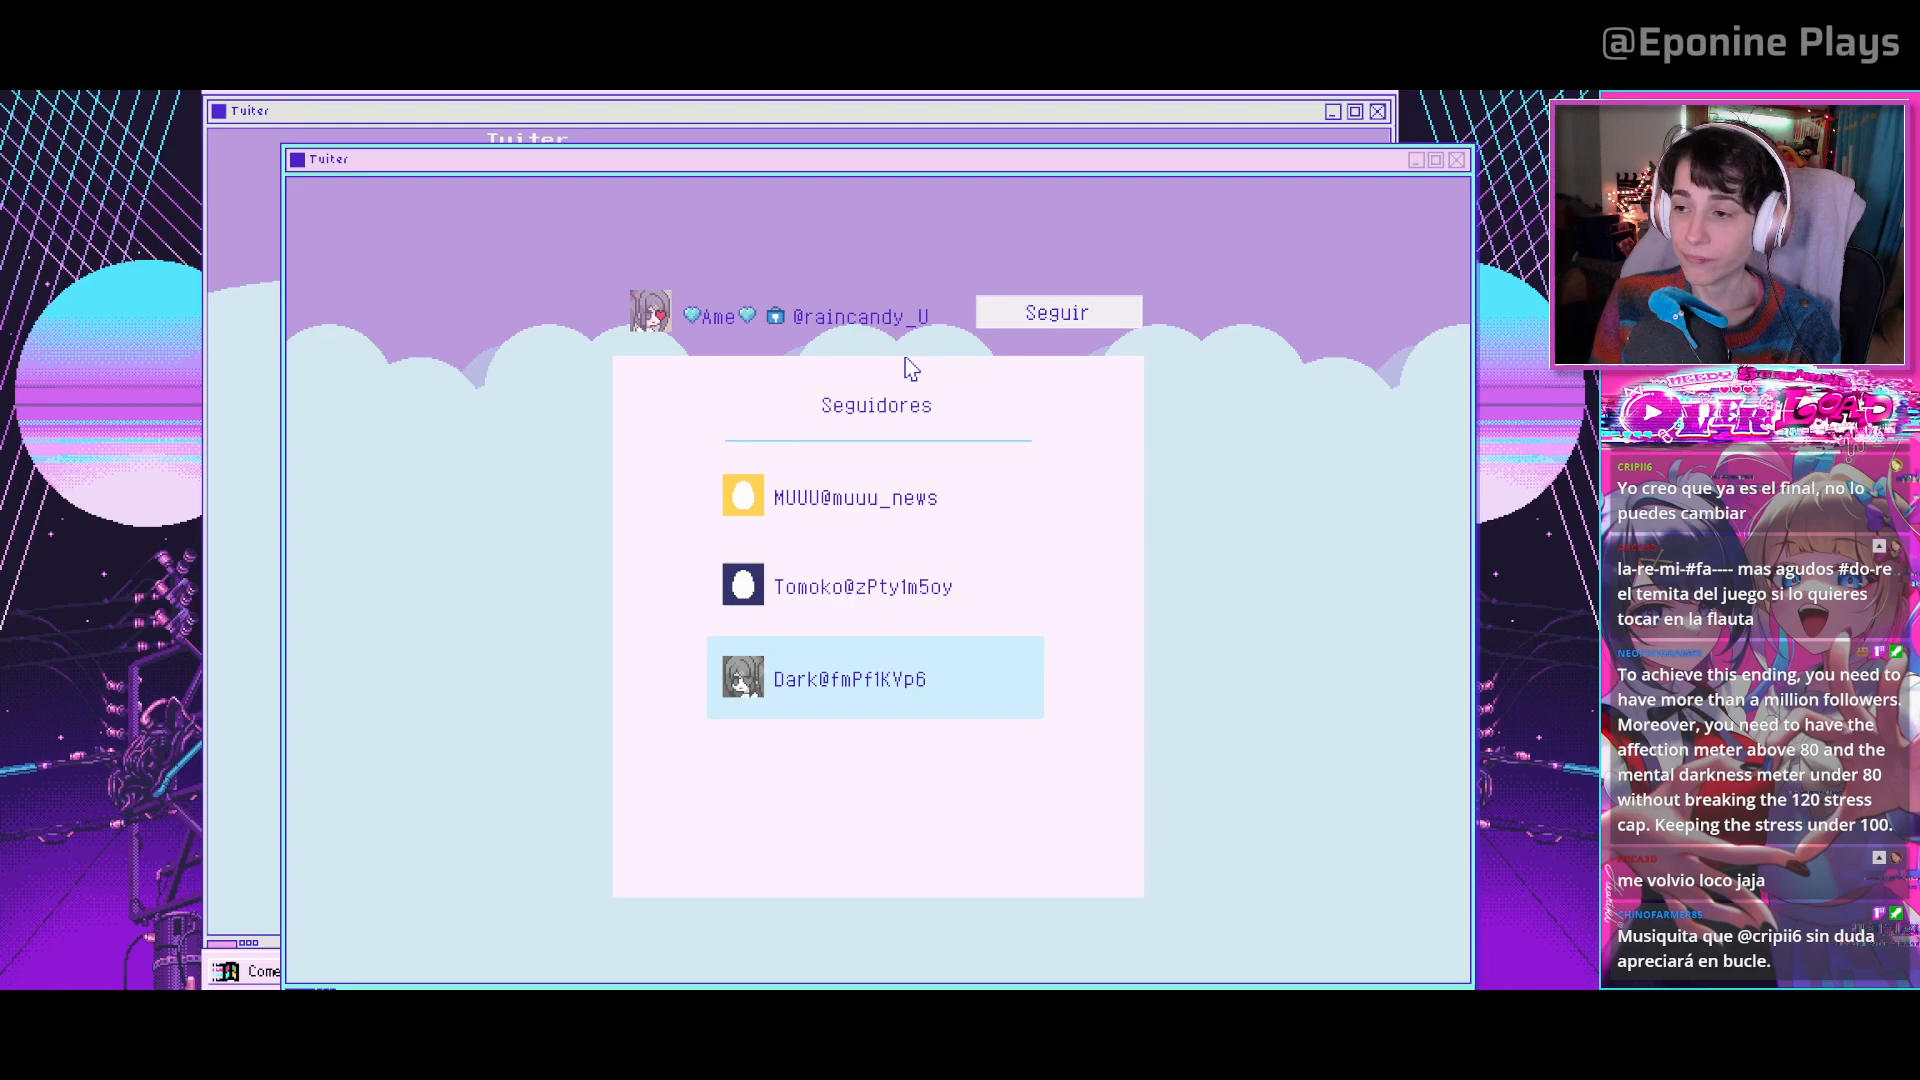 @Eponine Plays
Tuiter
Tuiter
Tuiter
Ame @raincandy_U
Seguir
Seguidores
MUUU@muuu_news
Tomoko@zPty1m5oy
Dark@fmPf1KVp6
Come
NEEDY Streamer
OVERLOAD
CRIPII6
Yo creo que ya es el final, no lo
puedes cambiar
la-re-mi-#fa---- mas agudos #do-re
el temita del juego si lo quieres
tocar en la flauta
To achieve this ending, you need to
have more than a million followers.
Moreover, you need to have the
affection meter above 80 and the
mental darkness meter under 80
without breaking the 120 stress
cap. Keeping the stress under 100.
me volvio loco jaja
CHINOFARMER85
Musiquita que @cripii6 sin duda
apreciará en bucle.